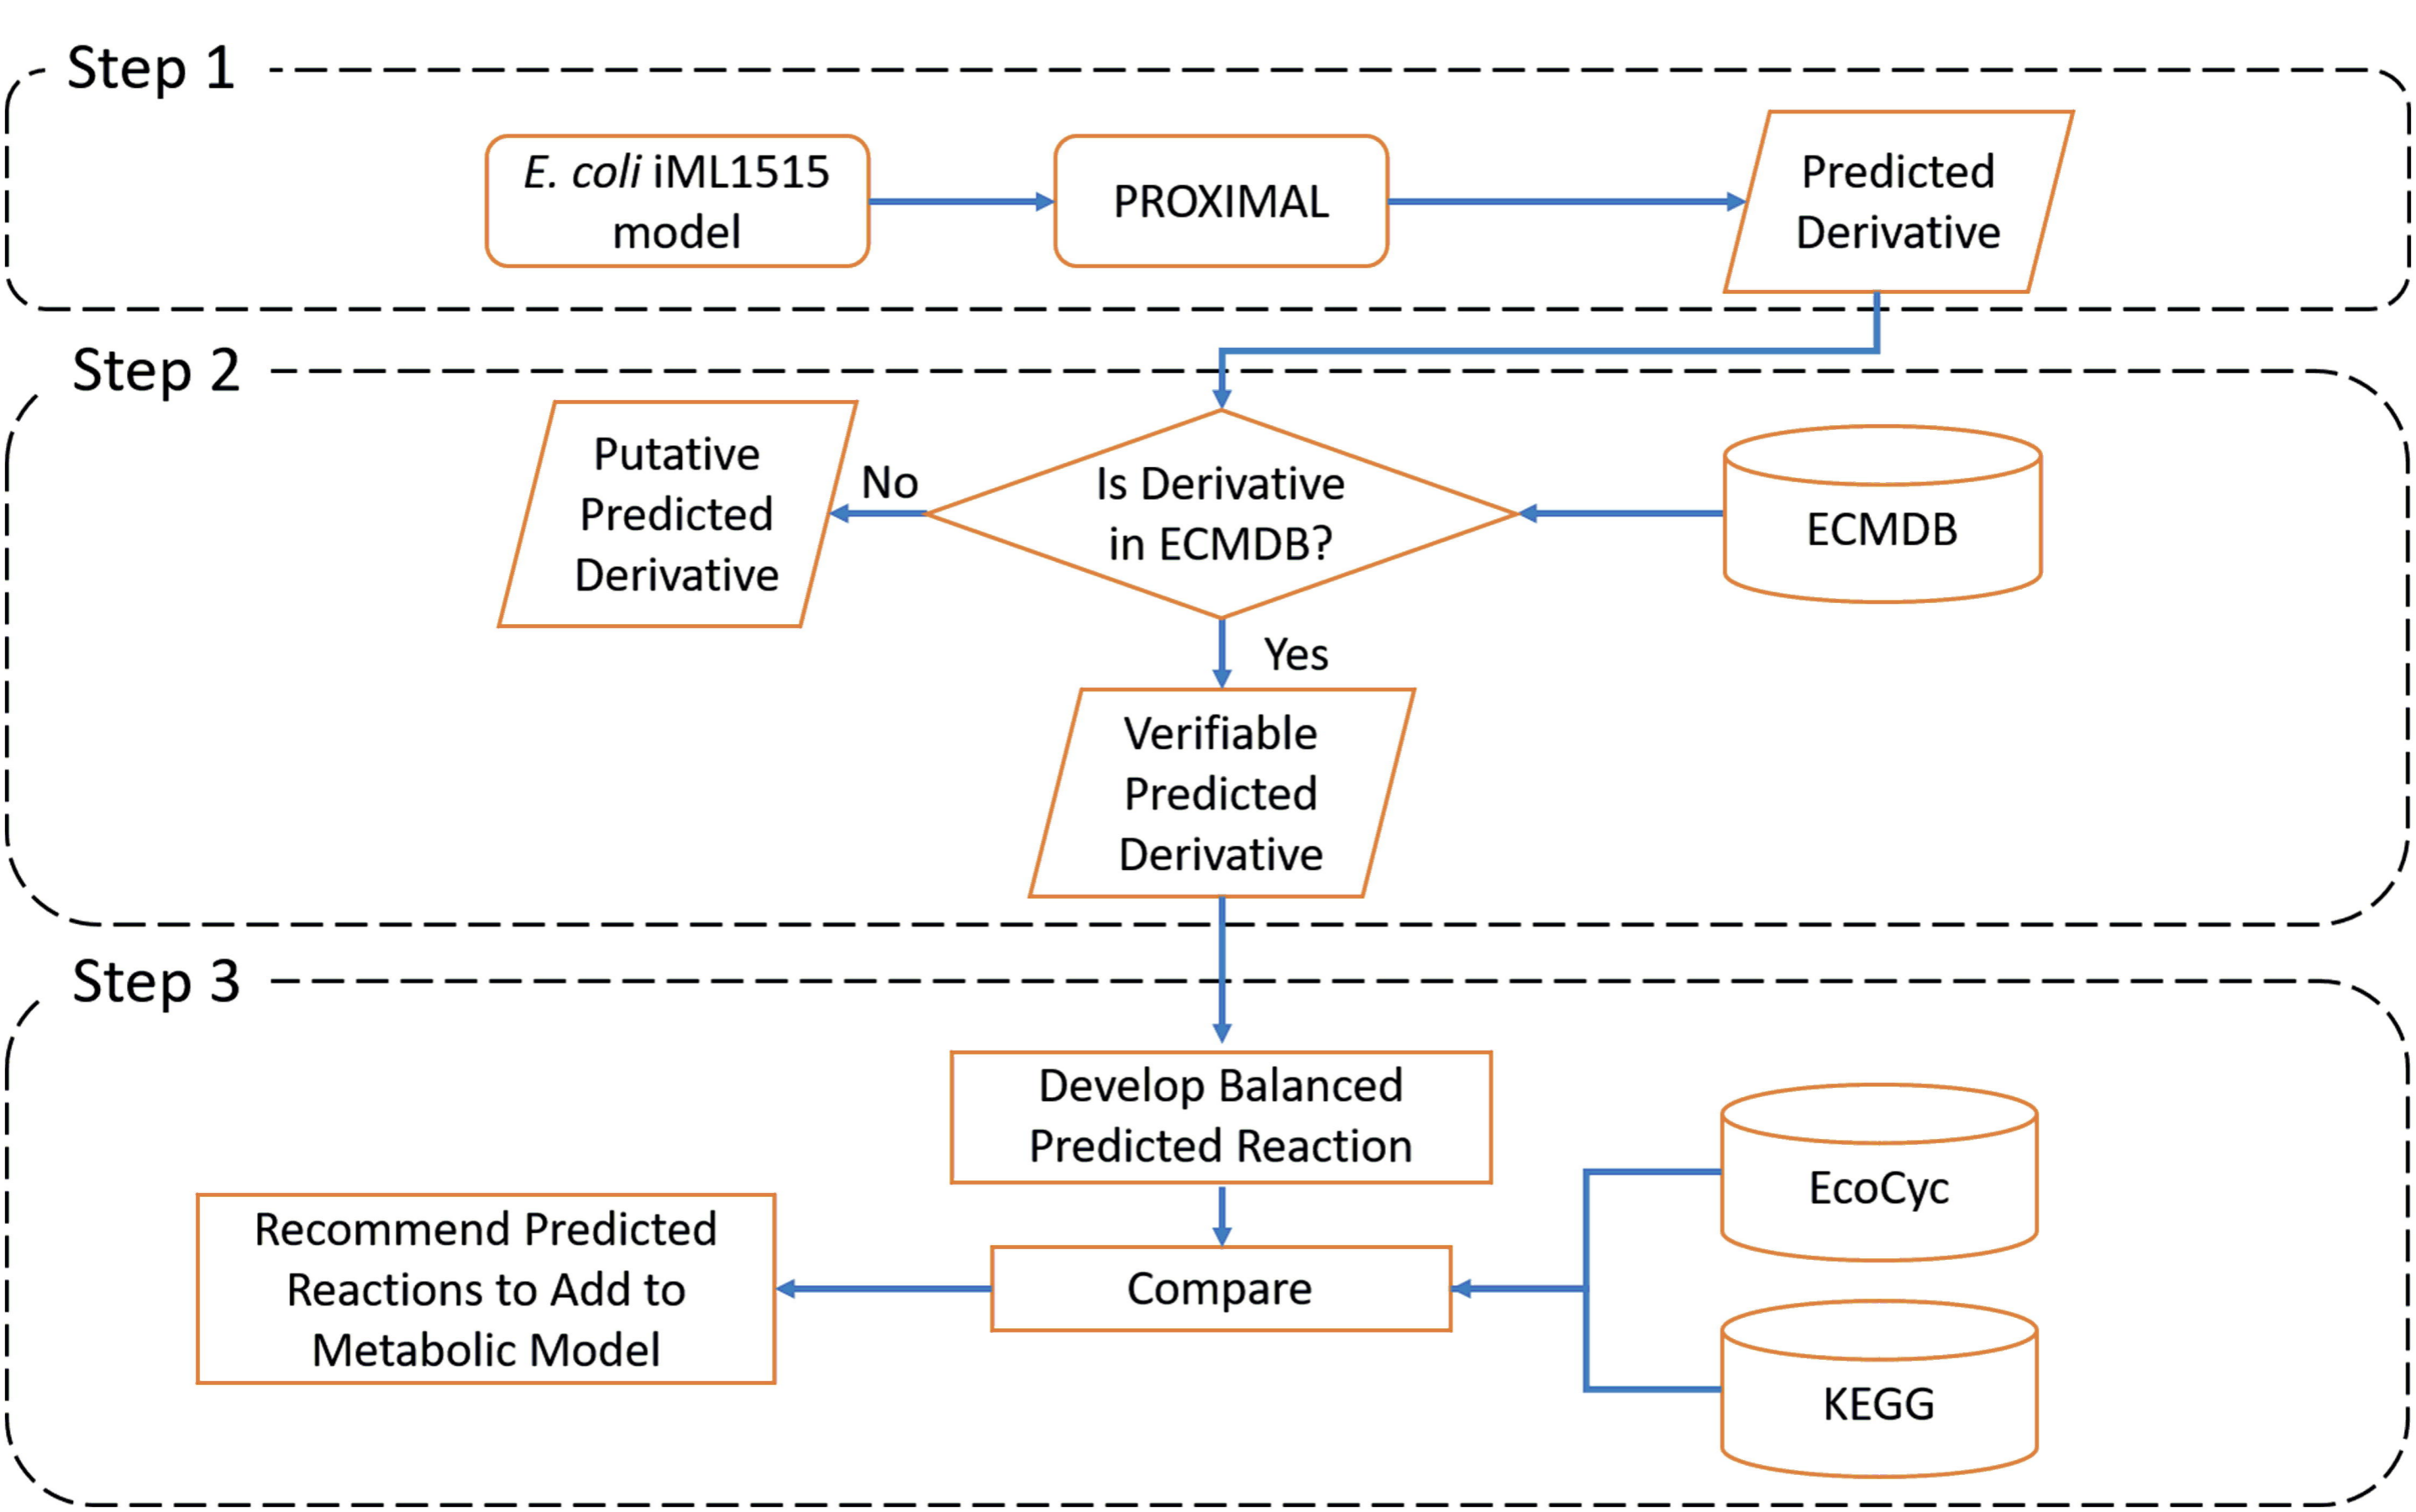 Step 1
E. coli iML1515
model
PROXIMAL
Predicted
Derivative
Step 2
Putative
Predicted
Derivative
No
Is Derivative
in ECMDB?
ECMDB
Yes
Verifiable
Predicted
Derivative
Step 3
Develop Balanced
Predicted Reaction
EcoCyc
Recommend Predicted
Reactions to Add to
Metabolic Model
Compare
KEGG